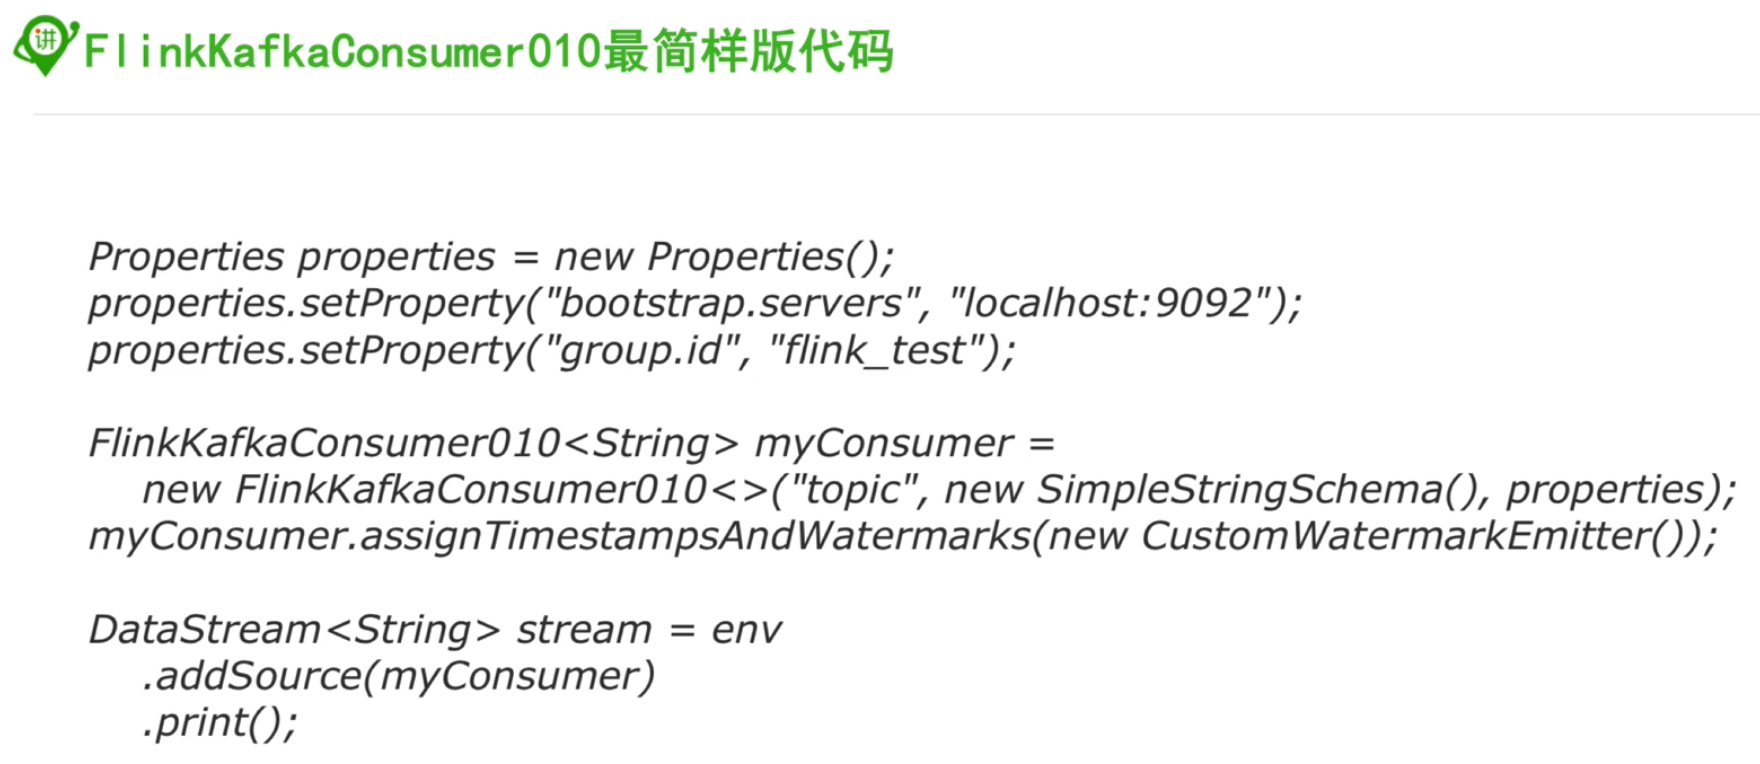 讲
FlinkKafkaConsumer010最简样版代码
Properties properties = new Properties();
properties.setProperty("bootstrap.servers", "localhost:9092");
properties.setProperty("group.id", "flink_test");
FlinkKafkaConsumer010<String> myConsumer =
new FlinkKafkaConsumer010<>("topic", new SimpleStringSchema(), properties);
myConsumer.assignTimestampsAndWatermarks(new CustomWatermarkEmitter());
DataStream<String> stream = env
.addSource(myConsumer)
.print();